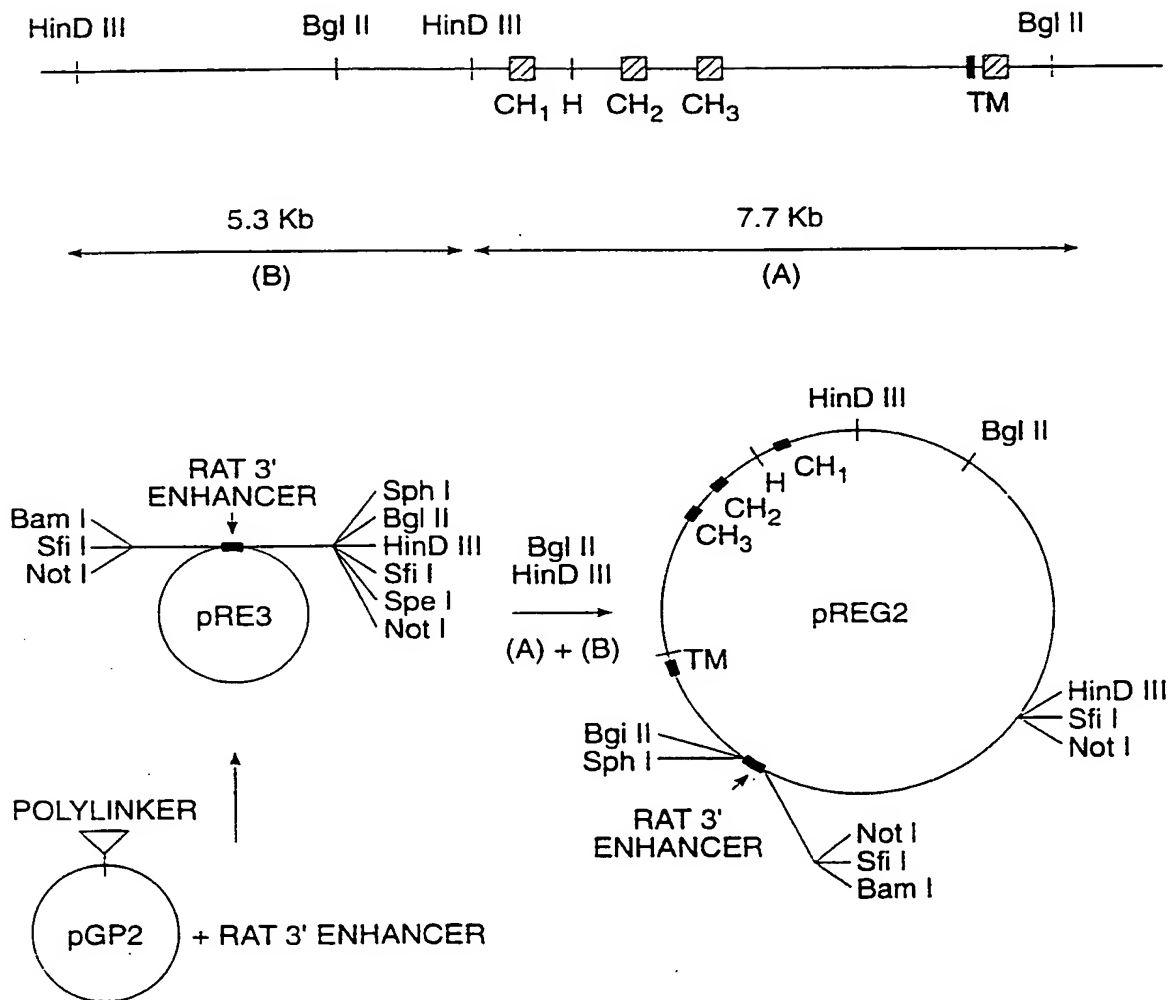 HinD III Bgl II HinD III Bgl II
CH1 H CH2 CH3 TM
5.3 Kb 7.7 Kb
(B) (A)
RAT 3'
ENHANCER
Bam I
Sfi I
Not I
Sph I
Bgl II
HinD III
Sfi I
Spe I
Not I
pRE3
Bgl II
HinD III
(A) + (B)
HinD III
Bgl II
CH1
H
CH2
CH3
pREG2
TM
HinD III
Sfi I
Not I
Bgi II
Sph I
RAT 3'
ENHANCER
Not I
Sfi I
Bam I
POLYLINKER
pGP2 + RAT 3' ENHANCER